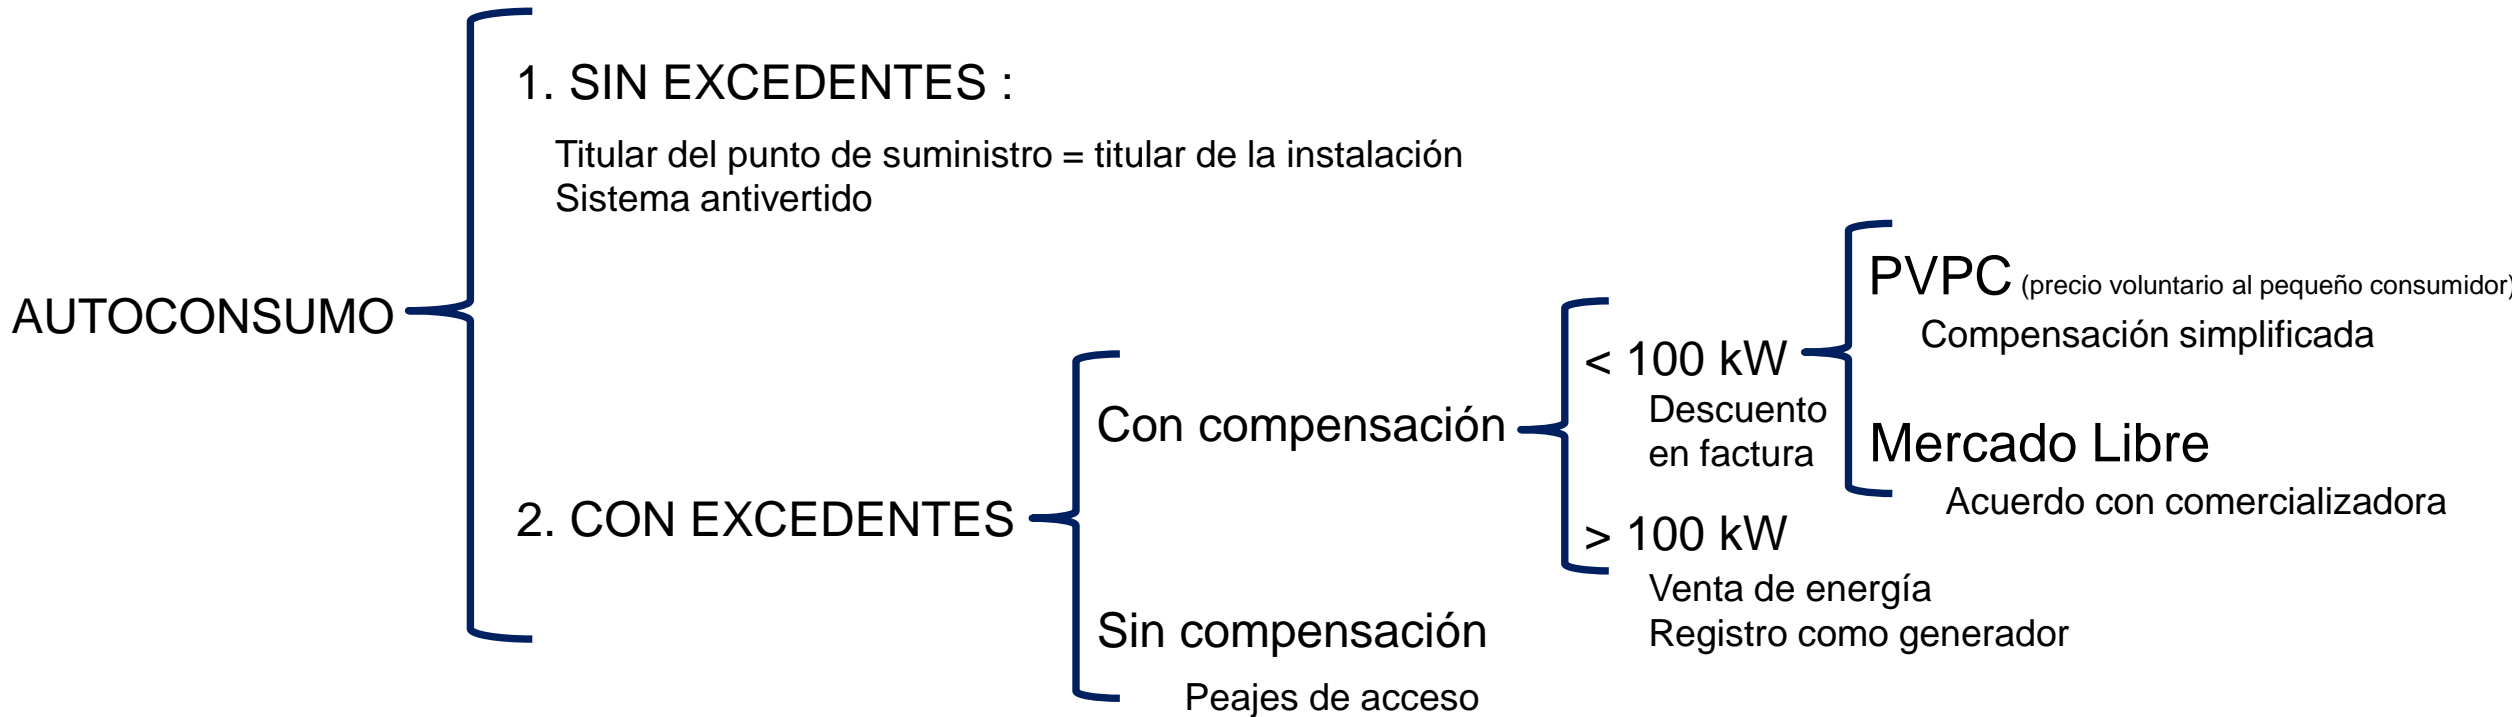 AUTOCONSUMO
1. SIN EXCEDENTES :
Titular del punto de suministro = titular de la instalación
Sistema antivertido
2. CON EXCEDENTES
Con compensación
< 100 kW
Descuento
en factura
PVPC (precio voluntario al pequeño consumidor)
Compensación simplificada
Mercado Libre
Acuerdo con comercializadora
> 100 kW
Venta de energía
Registro como generador
Sin compensación
Peajes de acceso